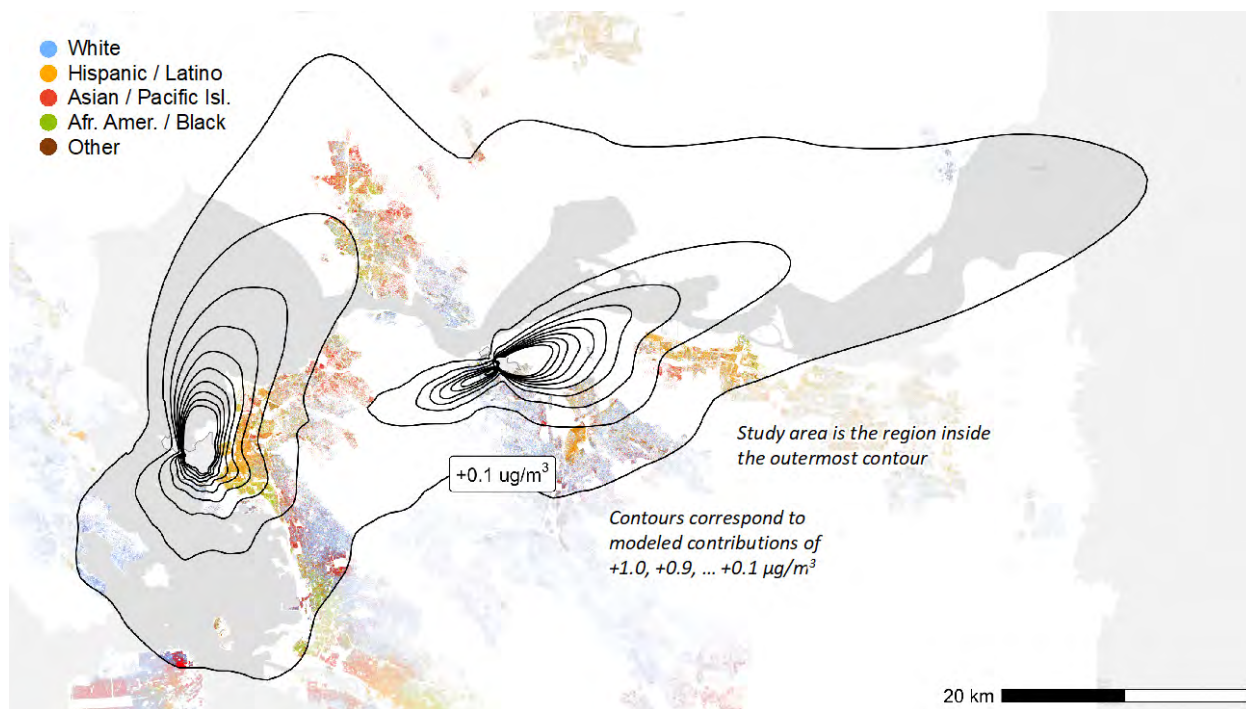 White
Hispanic / Latino
Asian / Pacific Isl.
Afr. Amer. / Black
Other
Study area is the region inside
the outermost contour
+0.1 ug/m³
Contours correspond to
modeled contributions of
+1.0, +0.9, ... +0.1 µg/m³
20 km